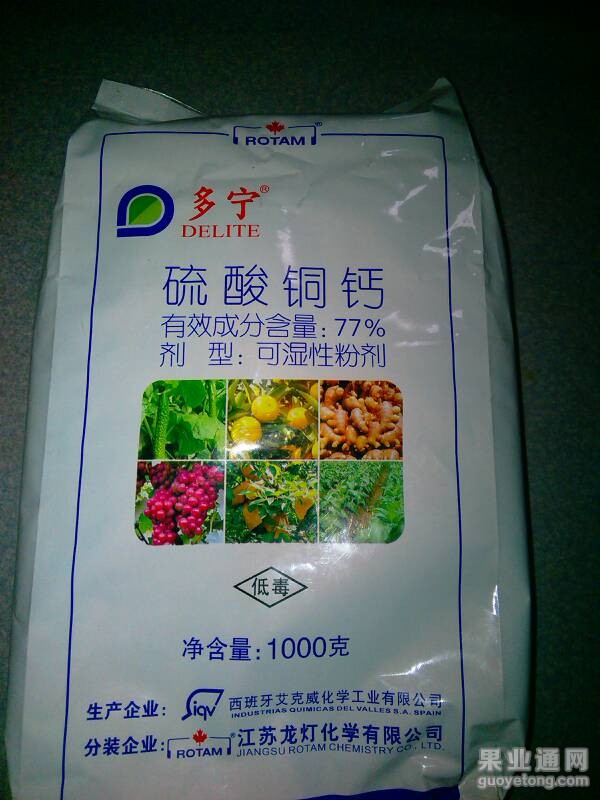 ROTAM®
多宁®
DELITE
硫酸铜钙
有效成分含量：77%
剂 型：可湿性粉剂
低毒
净含量：1000克
生产企业： siqv 西班牙艾克威化学工业有限公司
INDUSTRIAS QUIMICAS DEL VALLES S.A. SPAIN
分装企业： ROTAM® 江苏龙灯化学有限公司
JIANGSU ROTAM CHEMISTRY CO., LTD.
果业通网
guoyetong.com